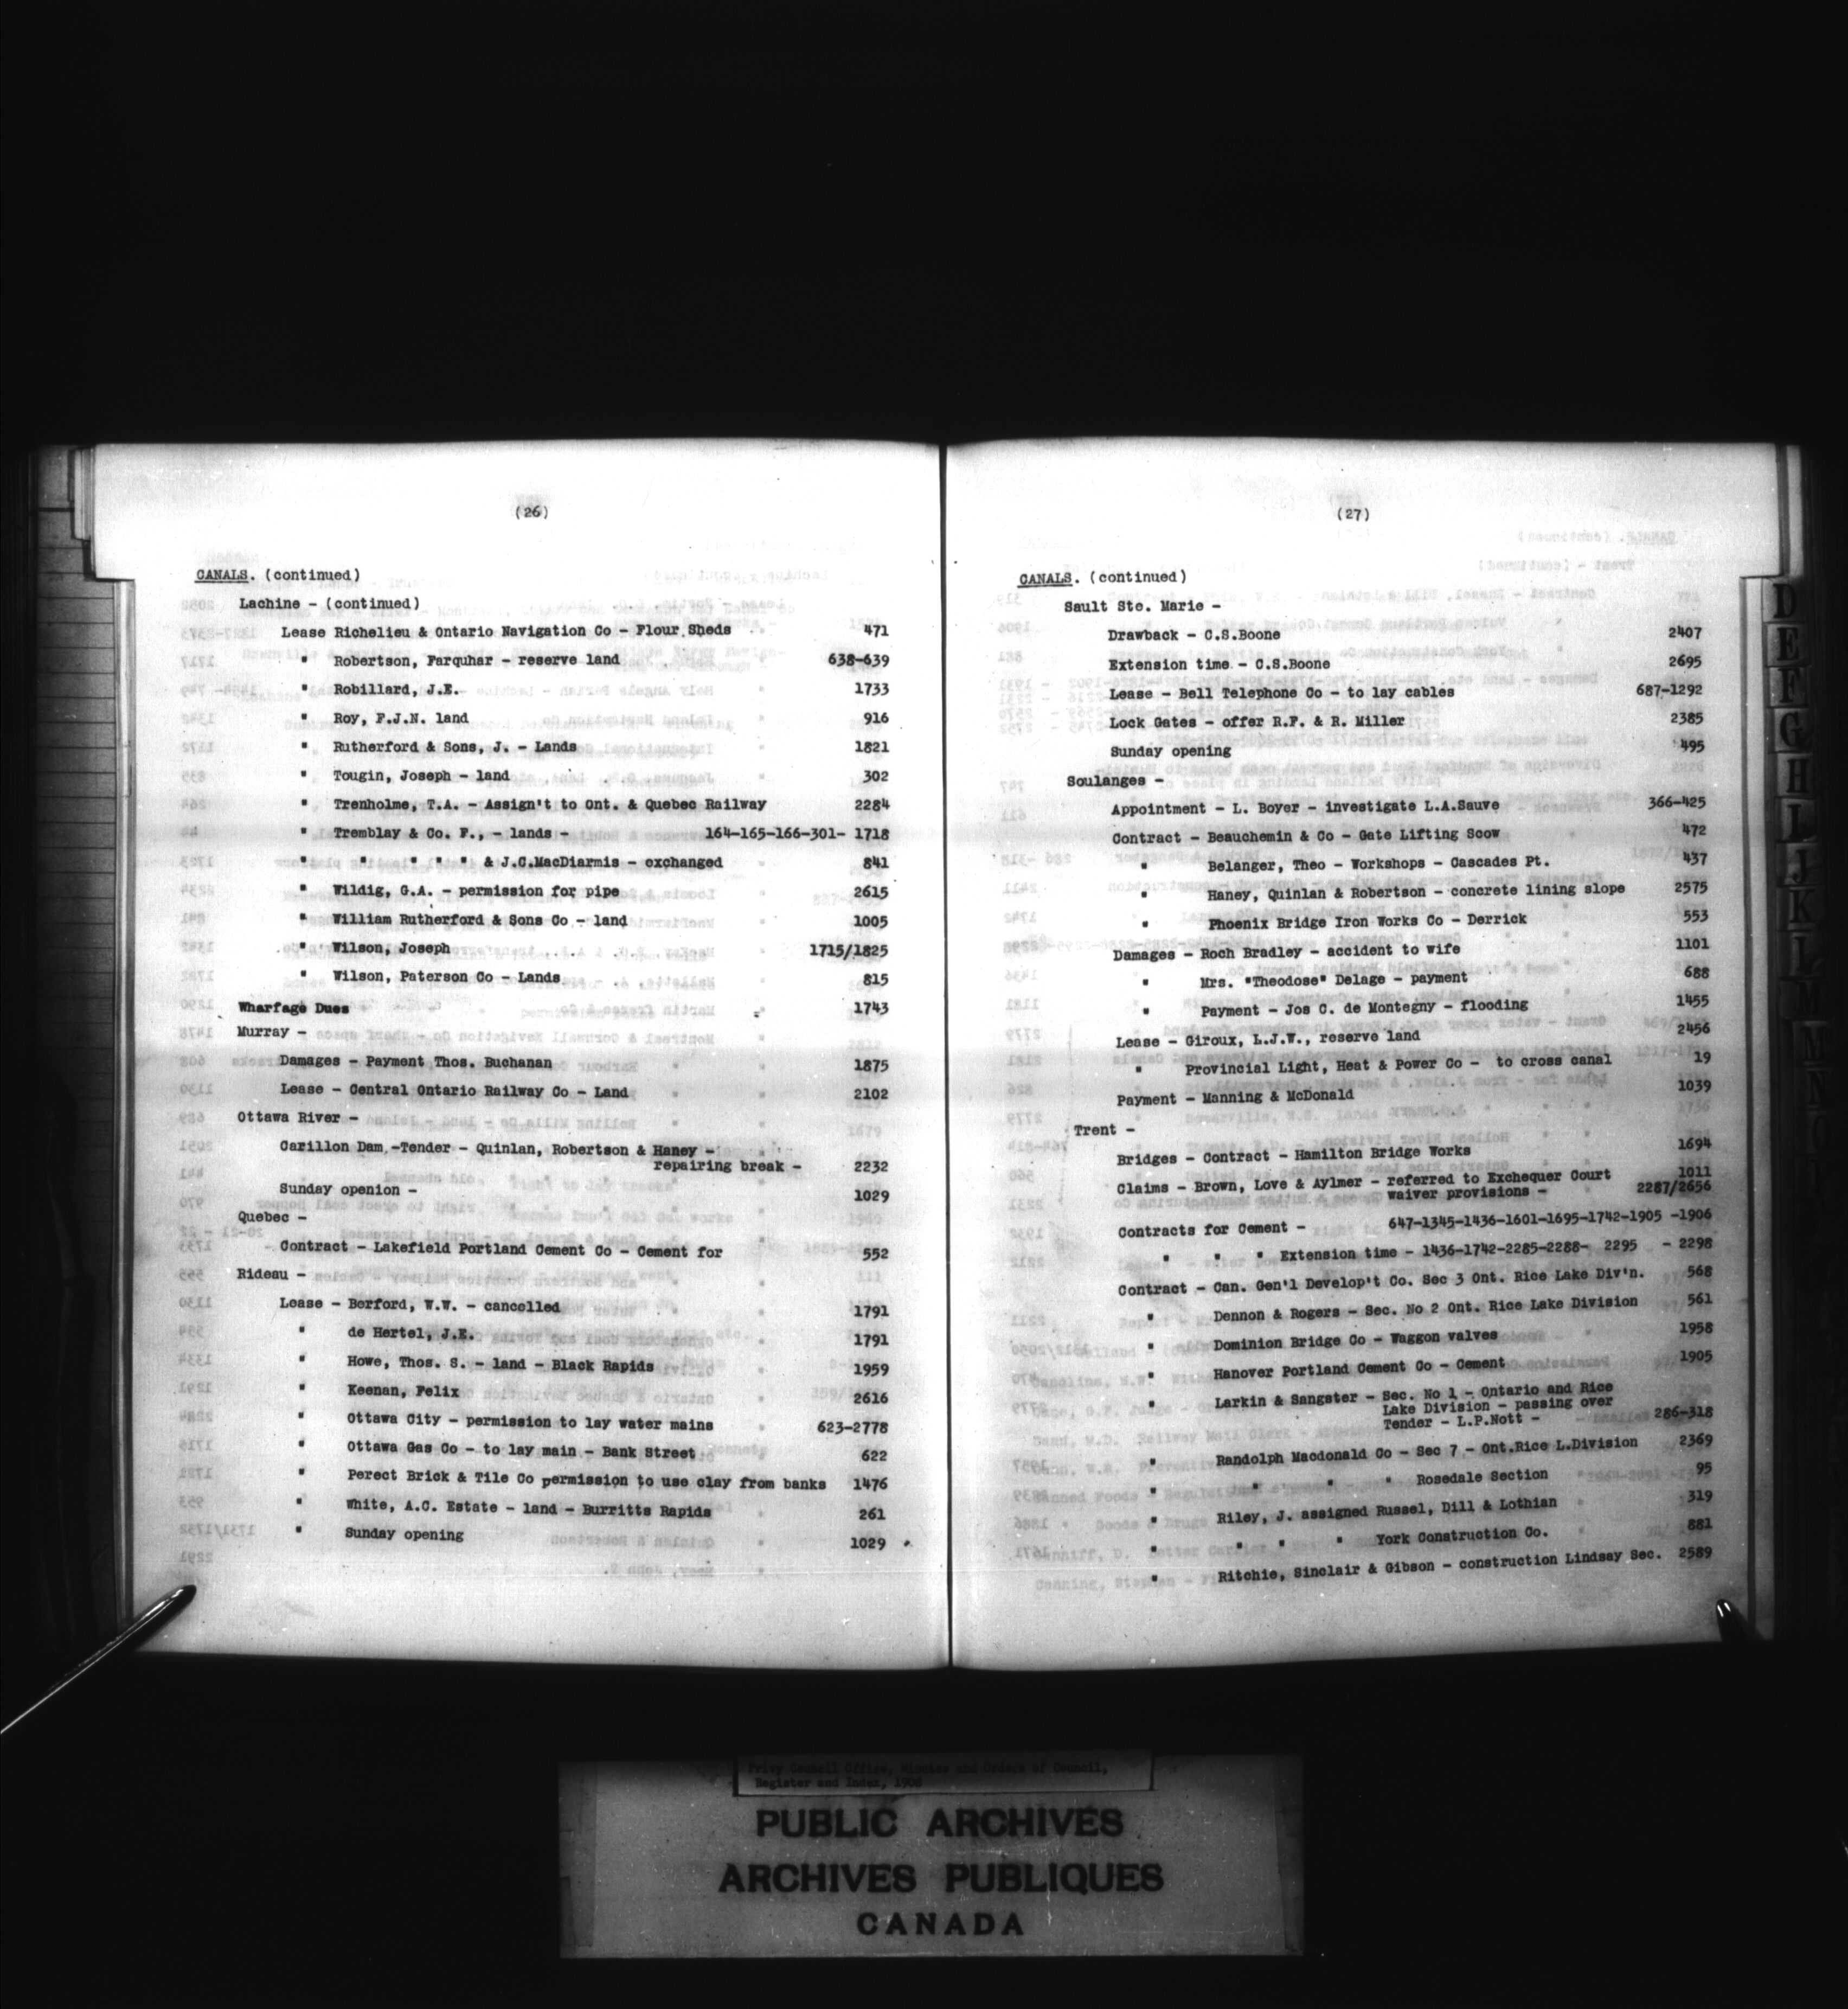 (26)
CANALS. (continued)
Lachine - (continued)
Lease Richelieu & Ontario Navigation Co - Flour Sheds 471
" Robertson, Farquhar - reserve land 638-639
" Robillard, J.E. 1733
" Roy, F.J.N. land 916
" Rutherford & Sons, J. - Lands 1821
" Tougin, Joseph - land 302
" Trenholme, T.A. - Assign't to Ont. & Quebec Railway 2284
" Tremblay & Co. F., - lands - 164-165-166-301- 1718
" " " " " & J.C.MacDiarmis - exchanged 841
" Wildig, G.A. - permission for pipe 2615
" William Rutherford & Sons Co - land 1005
" Wilson, Joseph 1715/1825
" Wilson, Paterson Co - Lands 815
Wharfage Dues 1743
Murray -
Damages - Payment Thos. Buchanan 1875
Lease - Central Ontario Railway Co - Land 2102
Ottawa River -
Carillon Dam -Tender - Quinlan, Robertson & Haney -
repairing break - 2232
Sunday openion - 1029
Quebec -
Contract - Lakefield Portland Cement Co - Cement for 552
Rideau -
Lease - Berford, W.W. - cancelled 1791
" de Hertel, J.E. 1791
" Howe, Thos. S. - land - Black Rapids 1959
" Keenan, Felix 2616
" Ottawa City - permission to lay water mains 623-2778
" Ottawa Gas Co - to lay main - Bank Street 622
" Perect Brick & Tile Co permission to use clay from banks 1476
" White, A.C. Estate - land - Burritts Rapids 261
" Sunday opening 1029
(27)
CANALS. (continued)
Sault Ste. Marie -
Drawback - C.S.Boone 2407
Extension time - C.S.Boone 2695
Lease - Bell Telephone Co - to lay cables 687-1292
Lock Gates - offer R.F. & R. Miller 2385
Sunday opening 495
Soulanges -
Appointment - L. Boyer - investigate L.A.Sauve 366-425
Contract - Beauchemin & Co - Gate Lifting Scow 472
" Belanger, Theo - Workshops - Cascades Pt. 437
" Haney, Quinlan & Robertson - concrete lining slope 2575
" Phoenix Bridge Iron Works Co - Derrick 553
Damages - Roch Bradley - accident to wife 1101
" Mrs. "Theodose" Delage - payment 688
" Payment - Jos C. de Montegny - flooding 1455
Lease - Giroux, L.J.W., reserve land 2456
" Provincial Light, Heat & Power Co - to cross canal 19
Payment - Manning & McDonald 1039
Trent -
Bridges - Contract - Hamilton Bridge Works 1694
Claims - Brown, Love & Aylmer - referred to Exchequer Court 1011
waiver provisions - 2287/2656
Contracts for Cement - 647-1345-1436-1601-1695-1742-1905 -1906
" " " Extension time - 1436-1742-2285-2288- 2295 - 2298
Contract - Can. Gen'l Develop't Co. Sec 3 Ont. Rice Lake Div'n. 568
" Dennon & Rogers - Sec. No 2 Ont. Rice Lake Division 561
" Dominion Bridge Co - Waggon valves 1958
" Hanover Portland Cement Co - Cement 1905
" Larkin & Sangster - Sec. No 1 - Ontario and Rice
Lake Division - passing over
Tender - L.P.Nott - 286-318
" Randolph Macdonald Co - Sec 7 - Ont.Rice L.Division 2369
" " " " Rosedale Section 95
" Riley, J. assigned Russel, Dill & Lothian 319
" " " " York Construction Co. 881
" Ritchie, Sinclair & Gibson - construction Lindsay Sec. 2589
D
E
F
G
H
L
J
K
Privy Council Office, Minutes and Orders of Council,
Register and Index, 1908
PUBLIC ARCHIVES
ARCHIVES PUBLIQUES
CANADA